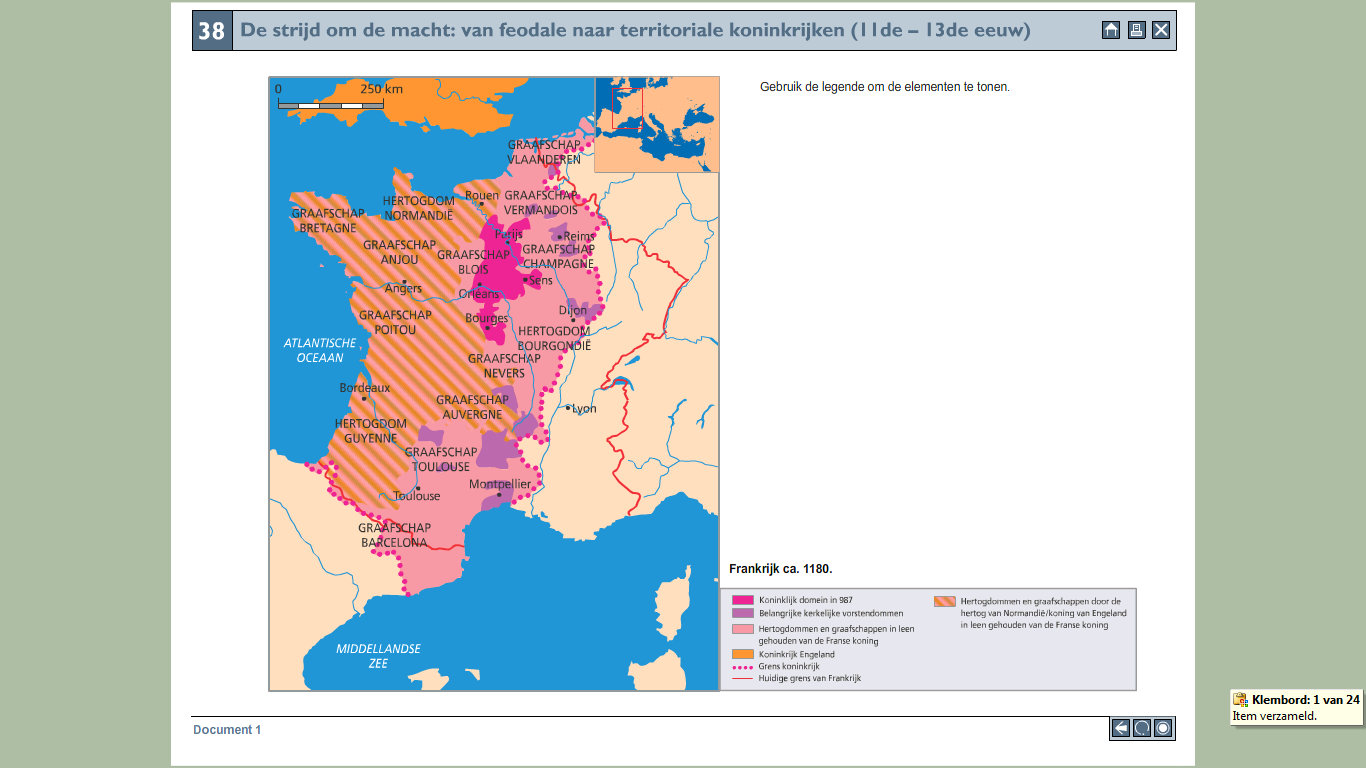 38 De strijd om de macht: van feodale naar territoriale koninkrijken (11de – 13de eeuw)
Gebruik de legende om de elementen te tonen.
0 250 km
GRAAFSCHAP
VLAANDEREN
HERTOGDOM
NORMANDIË
Rouen
GRAAFSCHAP
VERMANDOIS
GRAAFSCHAP
BRETAGNE
Parijs
Reims
GRAAFSCHAP
ANJOU
GRAAFSCHAP
BLOIS
GRAAFSCHAP
CHAMPAGNE
Sens
Angers
Orléans
GRAAFSCHAP
POITOU
Bourges
Dijon
HERTOGDOM
BOURGONDIË
ATLANTISCHE
OCEAAN
GRAAFSCHAP
NEVERS
Bordeaux
GRAAFSCHAP
AUVERGNE
Lyon
HERTOGDOM
GUYENNE
GRAAFSCHAP
TOULOUSE
Montpellier
Toulouse
GRAAFSCHAP
BARCELONA
MIDDELLANDSE
ZEE
Frankrijk ca. 1180.
Koninklijk domein in 987
Belangrijke kerkelijke vorstendommen
Hertogdommen en graafschappen in leen
gehouden van de Franse koning
Koninkrijk Engeland
Grens koninkrijk
Huidige grens van Frankrijk
Hertogdommen en graafschappen door de
hertog van Normandië/koning van Engeland
in leen gehouden van de Franse koning
Klembord: 1 van 24
Item verzameld.
Document 1